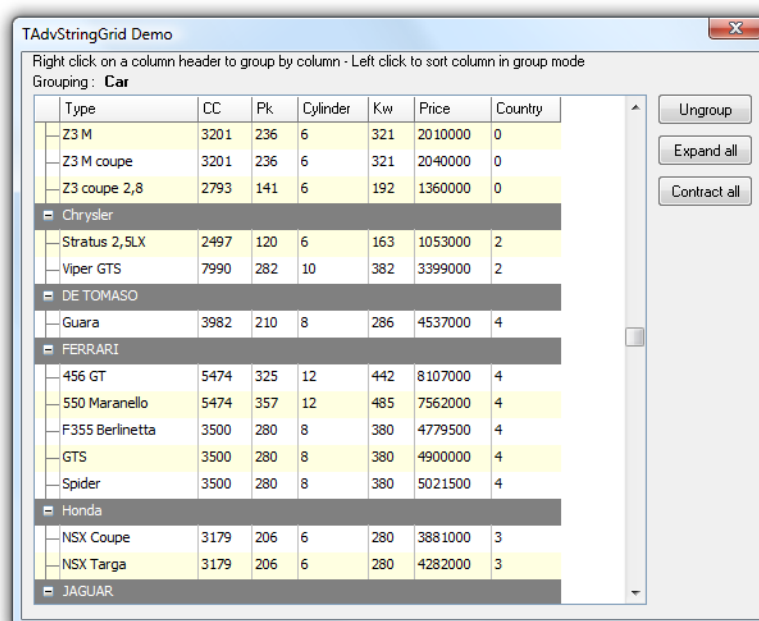 TAdvStringGrid Demo
Right click on a column header to group by column - Left click to sort column in group mode
Grouping : Car
Type CC Pk Cylinder Kw Price Country
Z3 M 3201 236 6 321 2010000 0
Z3 M coupe 3201 236 6 321 2040000 0
Z3 coupe 2,8 2793 141 6 192 1360000 0
Chrysler
Stratus 2,5LX 2497 120 6 163 1053000 2
Viper GTS 7990 282 10 382 3399000 2
DE TOMASO
Guara 3982 210 8 286 4537000 4
FERRARI
456 GT 5474 325 12 442 8107000 4
550 Maranello 5474 357 12 485 7562000 4
F355 Berlinetta 3500 280 8 380 4779500 4
GTS 3500 280 8 380 4900000 4
Spider 3500 280 8 380 5021500 4
Honda
NSX Coupe 3179 206 6 280 3881000 3
NSX Targa 3179 206 6 280 4282000 3
JAGUAR
Ungroup
Expand all
Contract all